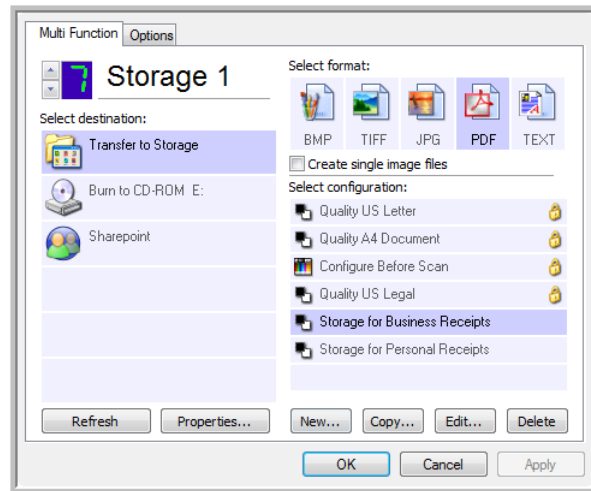 Multi Function
Options
7
Storage 1
Select destination:
Transfer to Storage
Burn to CD-ROM E:
Sharepoint
Refresh
Properties...
Select format:
BMP
TIFF
JPG
PDF
TEXT
Create single image files
Select configuration:
Quality US Letter
Quality A4 Document
Configure Before Scan
Quality US Legal
Storage for Business Receipts
Storage for Personal Receipts
New...
Copy...
Edit...
Delete
OK
Cancel
Apply